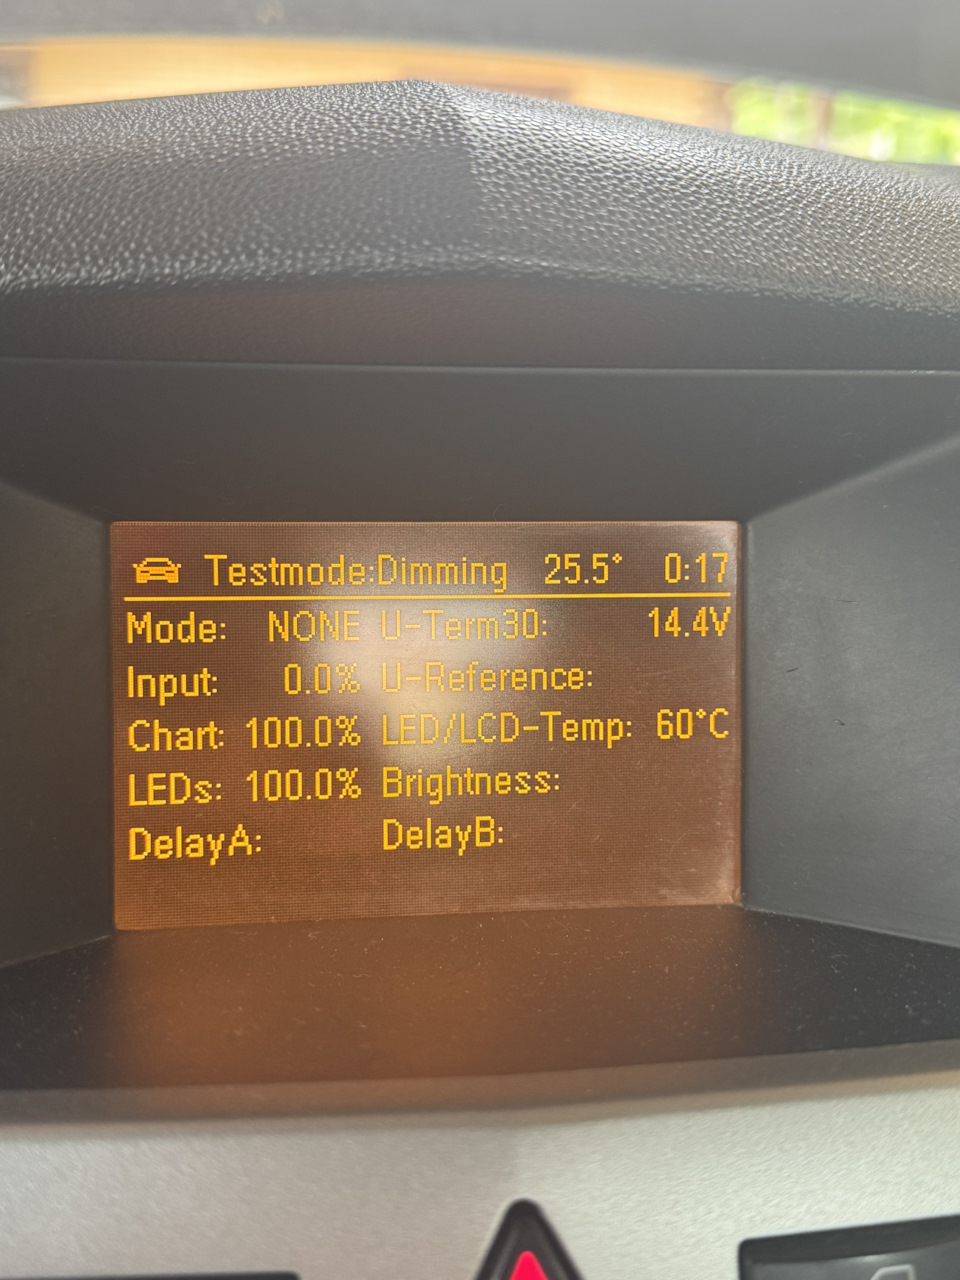 Testmode:Dimming 25.5° 0:17
Mode: NONE U-Term30: 14.4V
Input: 0.0% U-Reference:
Chart: 100.0% LED/LCD-Temp: 60°C
LEDs: 100.0% Brightness:
DelayA: DelayB: